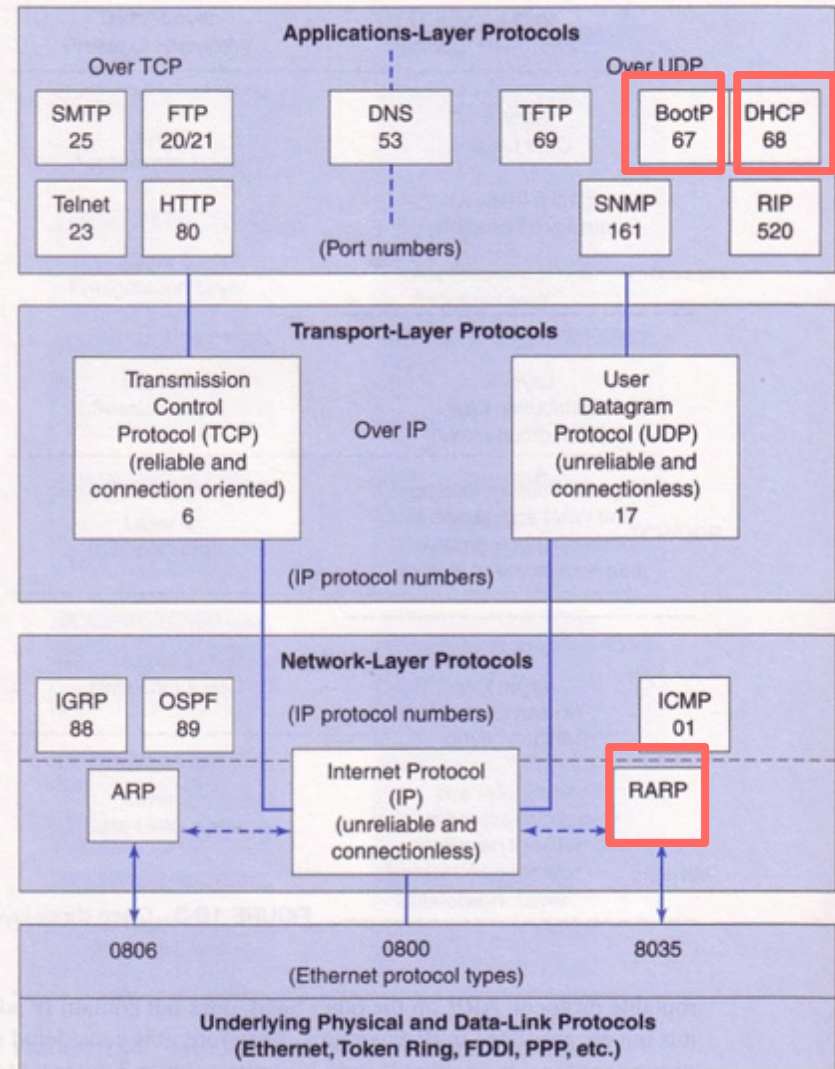 Applications-Layer Protocols
Over TCP
Over UDP
SMTP
25
FTP
20/21
DNS
53
TFTP
69
BootP
67
DHCP
68
Telnet
23
HTTP
80
SNMP
161
RIP
520
(Port numbers)
Transport-Layer Protocols
Transmission
Control
Protocol (TCP)
(reliable and
connection oriented)
6
Over IP
User
Datagram
Protocol (UDP)
(unreliable and
connectionless)
17
(IP protocol numbers)
Network-Layer Protocols
IGRP
88
OSPF
89
(IP protocol numbers)
ICMP
01
ARP
Internet Protocol
(IP)
(unreliable and
connectionless)
RARP
0806
0800
8035
(Ethernet protocol types)
Underlying Physical and Data-Link Protocols
(Ethernet, Token Ring, FDDI, PPP, etc.)